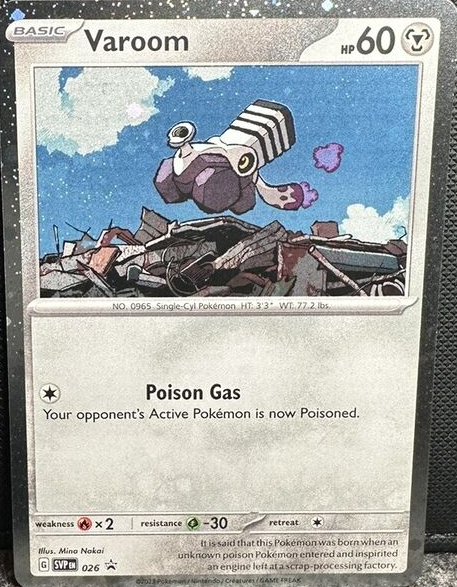 BASIC Varoom HP 60
NO. 0965 Single-Cyl Pokémon HT: 3'3" WT: 77.2 lbs.
Poison Gas
Your opponent's Active Pokémon is now Poisoned.
weakness ×2 resistance -30 retreat
Illus. Mina Nakai
G SVP EN 026
It is said that this Pokémon was born when an
unknown poison Pokémon entered and inspirited
an engine left at a scrap-processing factory.
©2023 Pokémon / Nintendo / Creatures / GAME FREAK